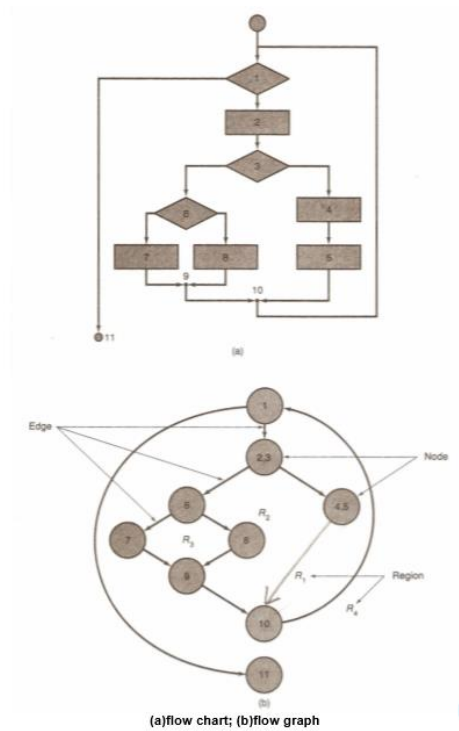 1
2
3
6
4
7
8
5
9
10
11
(a)
1
Edge
2,3
Node
6
4,5
R2
7
R3
8
9
R1
Region
R4
10
11
(b)
(a)flow chart; (b)flow graph